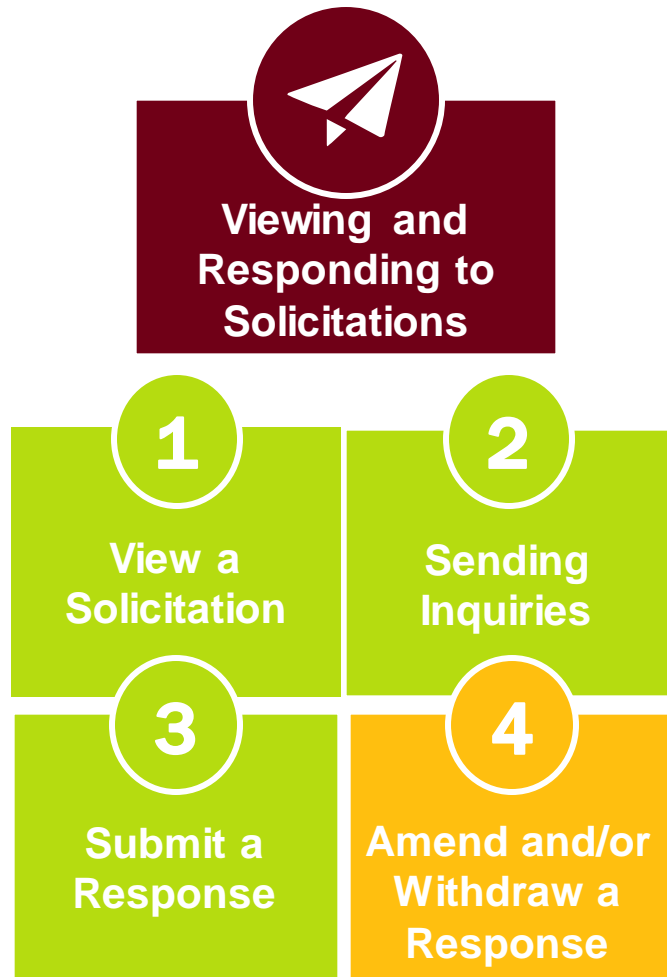 Viewing and
Responding to
Solicitations
1
View a
Solicitation
2
Sending
Inquiries
3
Submit a
Response
4
Amend and/or
Withdraw a
Response